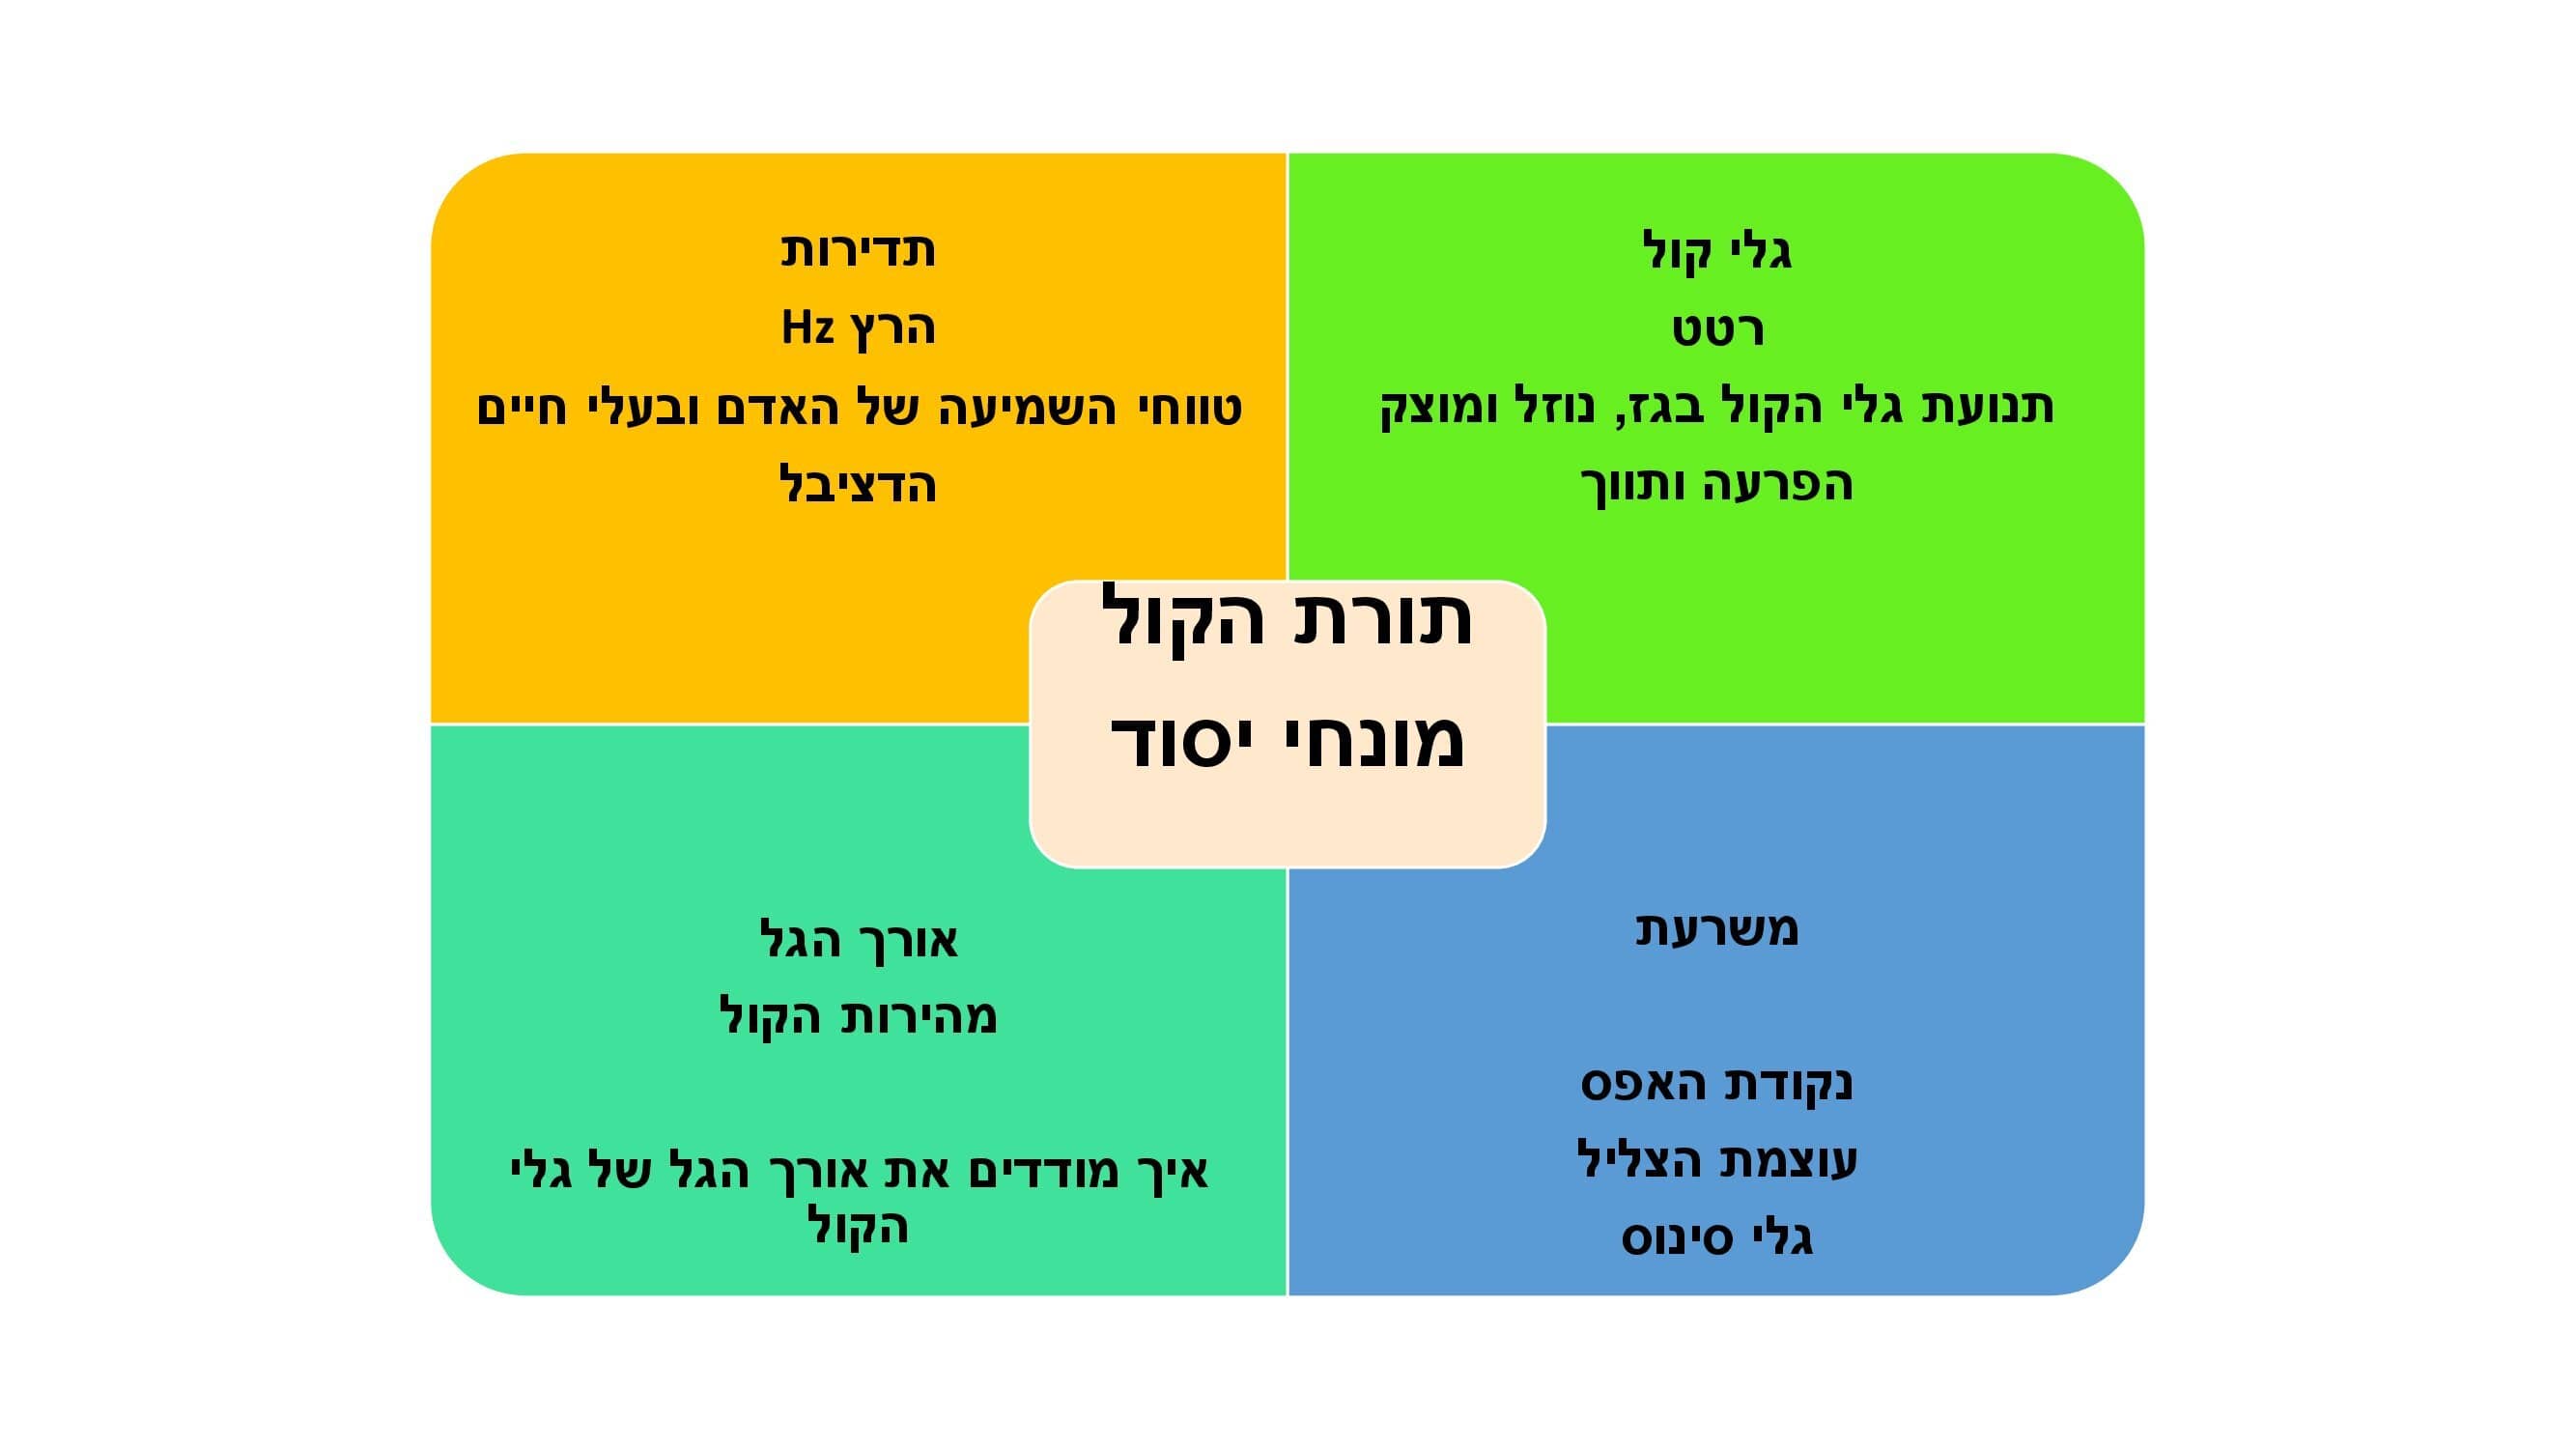 תורת הקול
מונחי יסוד
גלי קול
רטט
תנועת גלי הקול בגז, נוזל ומוצק
הפרעה ותווך
תדירות
הרץ Hz
טווחי השמיעה של האדם ובעלי חיים
הדציבל
משרעת
נקודת האפס
עוצמת הצליל
גלי סינוס
אורך הגל
מהירות הקול
איך מודדים את אורך הגל של גלי
הקול